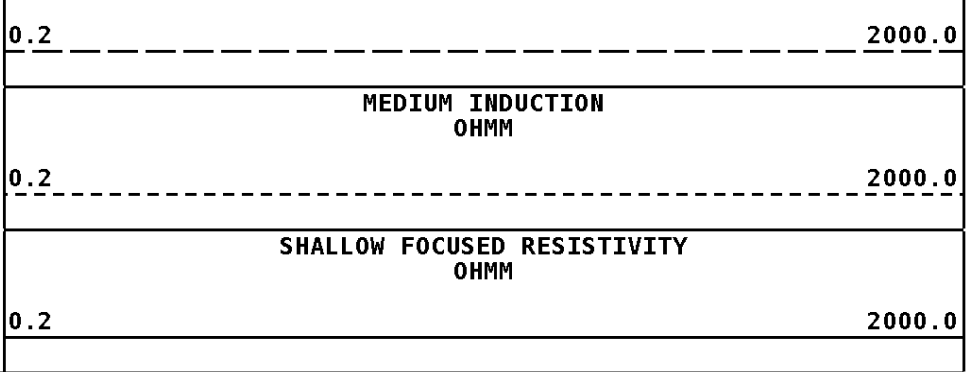 0.2 2000.0
MEDIUM INDUCTION
OHMM
0.2 2000.0
SHALLOW FOCUSED RESISTIVITY
OHMM
0.2 2000.0